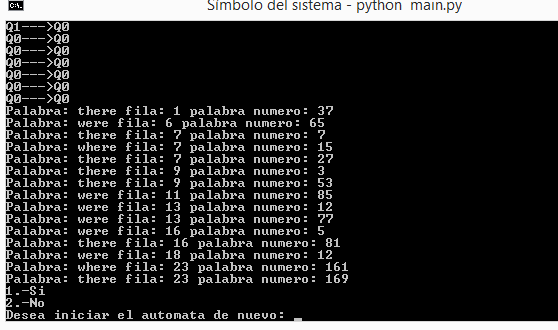 Símbolo del sistema - python main.py
Q1--->Q0
Q0--->Q0
Q0--->Q0
Q0--->Q0
Q0--->Q0
Q0--->Q0
Q0--->Q0
Palabra: there fila: 1 palabra numero: 37
Palabra: were fila: 6 palabra numero: 65
Palabra: there fila: 7 palabra numero: 7
Palabra: where fila: 7 palabra numero: 15
Palabra: there fila: 7 palabra numero: 27
Palabra: there fila: 9 palabra numero: 3
Palabra: there fila: 9 palabra numero: 53
Palabra: were fila: 11 palabra numero: 85
Palabra: were fila: 13 palabra numero: 12
Palabra: were fila: 13 palabra numero: 77
Palabra: were fila: 16 palabra numero: 5
Palabra: there fila: 16 palabra numero: 81
Palabra: were fila: 18 palabra numero: 12
Palabra: where fila: 23 palabra numero: 161
Palabra: there fila: 23 palabra numero: 169
1.-Si
2.-No
Desea iniciar el automata de nuevo: _